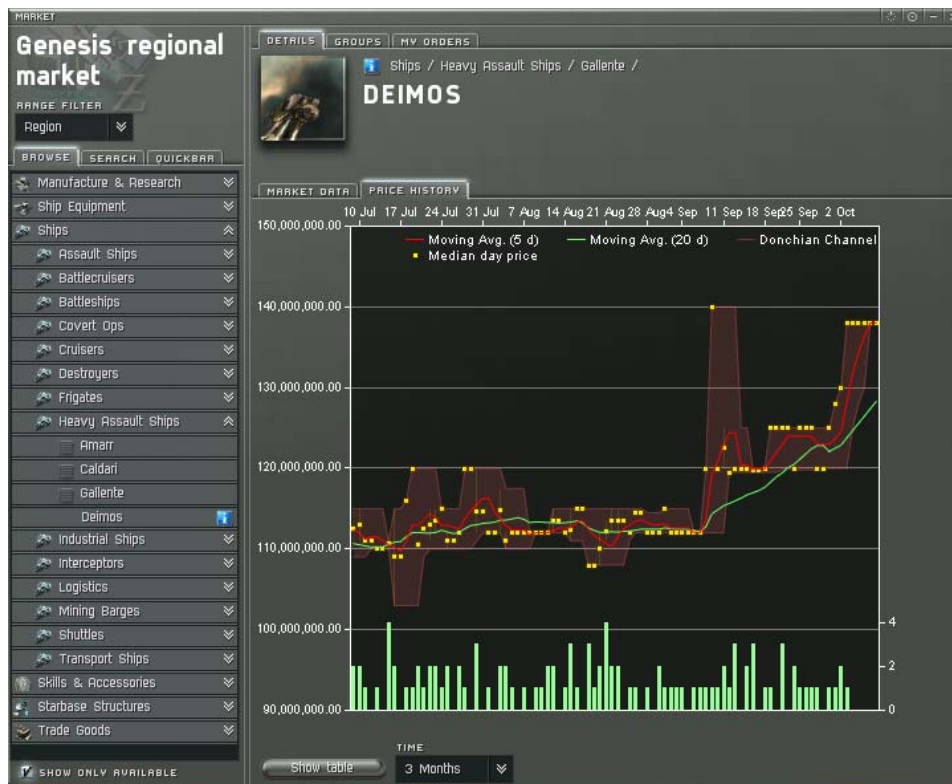 MARKET
Genesis regional
market
RANGE FILTER
Region
BROWSE SEARCH QUICKBAR
Manufacture & Research
Ship Equipment
Ships
Assault Ships
Battlecruisers
Battleships
Covert Ops
Cruisers
Destroyers
Frigates
Heavy Assault Ships
Amarr
Caldari
Gallente
Deimos
Industrial Ships
Interceptors
Logistics
Mining Barges
Shuttles
Transport Ships
Skills & Accessories
Starbase Structures
Trade Goods
SHOW ONLY AVAILABLE
DETAILS GROUPS MY ORDERS
Ships / Heavy Assault Ships / Gallente /
DEIMOS
MARKET DATA PRICE HISTORY
10 Jul 17 Jul 24 Jul 31 Jul 7 Aug 14 Aug 21 Aug 28 Aug 4 Sep 11 Sep 18 Sep 25 Sep 2 Oct
Moving Avg. (5 d) Moving Avg. (20 d) Donchian Channel
Median day price
150,000,000.00
140,000,000.00
130,000,000.00
120,000,000.00
110,000,000.00
100,000,000.00
90,000,000.00
4
2
0
Show table
TIME
3 Months